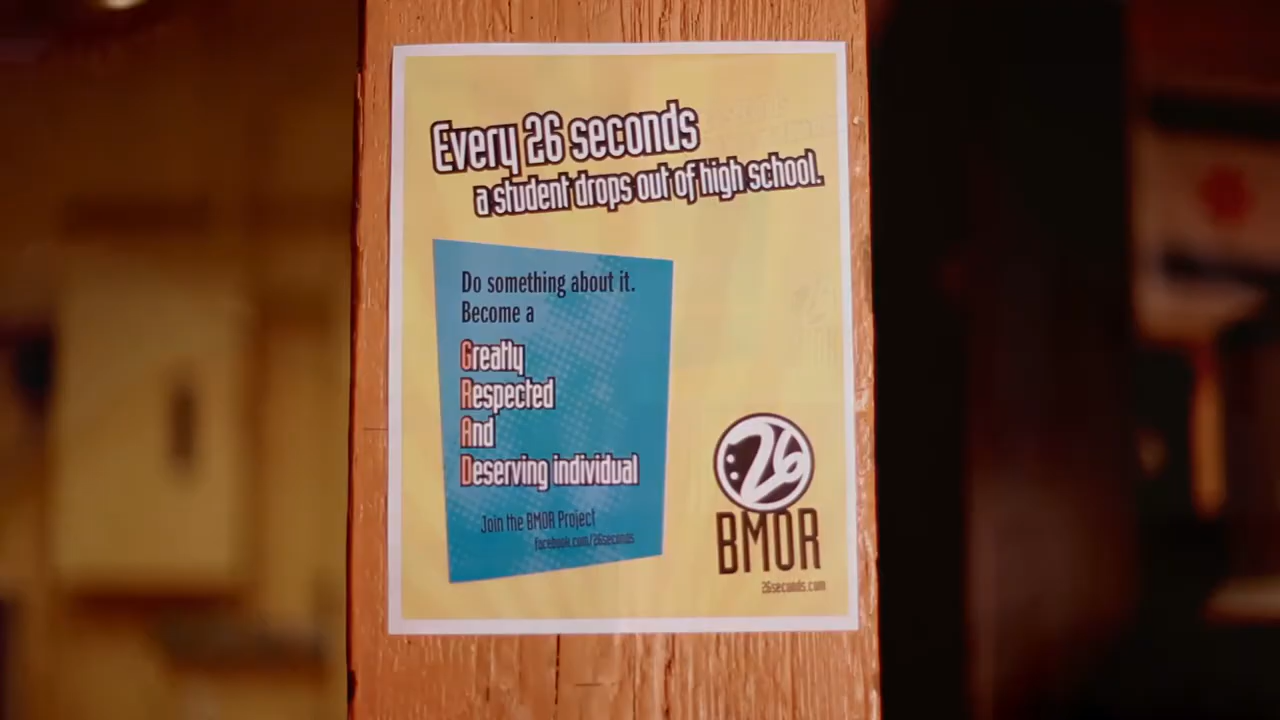 Every 26 seconds
a student drops out of high school.
Do something about it.
Become a
Greatly
Respected
And
Deserving individual
Join the BMOR Project
facebook.com/26seconds
:26
BMOR
26seconds.com